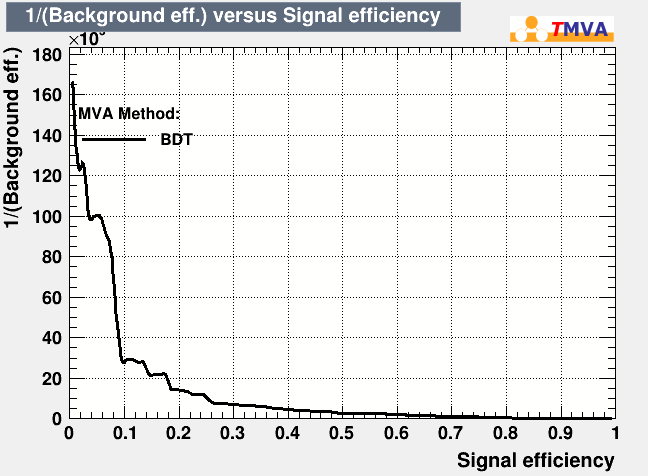 1/(Background eff.) versus Signal efficiency
TMVA
1/(Background eff.)
180
160
140
120
100
80
60
40
20
0
MVA Method:
BDT
0 0.1 0.2 0.3 0.4 0.5 0.6 0.7 0.8 0.9 1
Signal efficiency